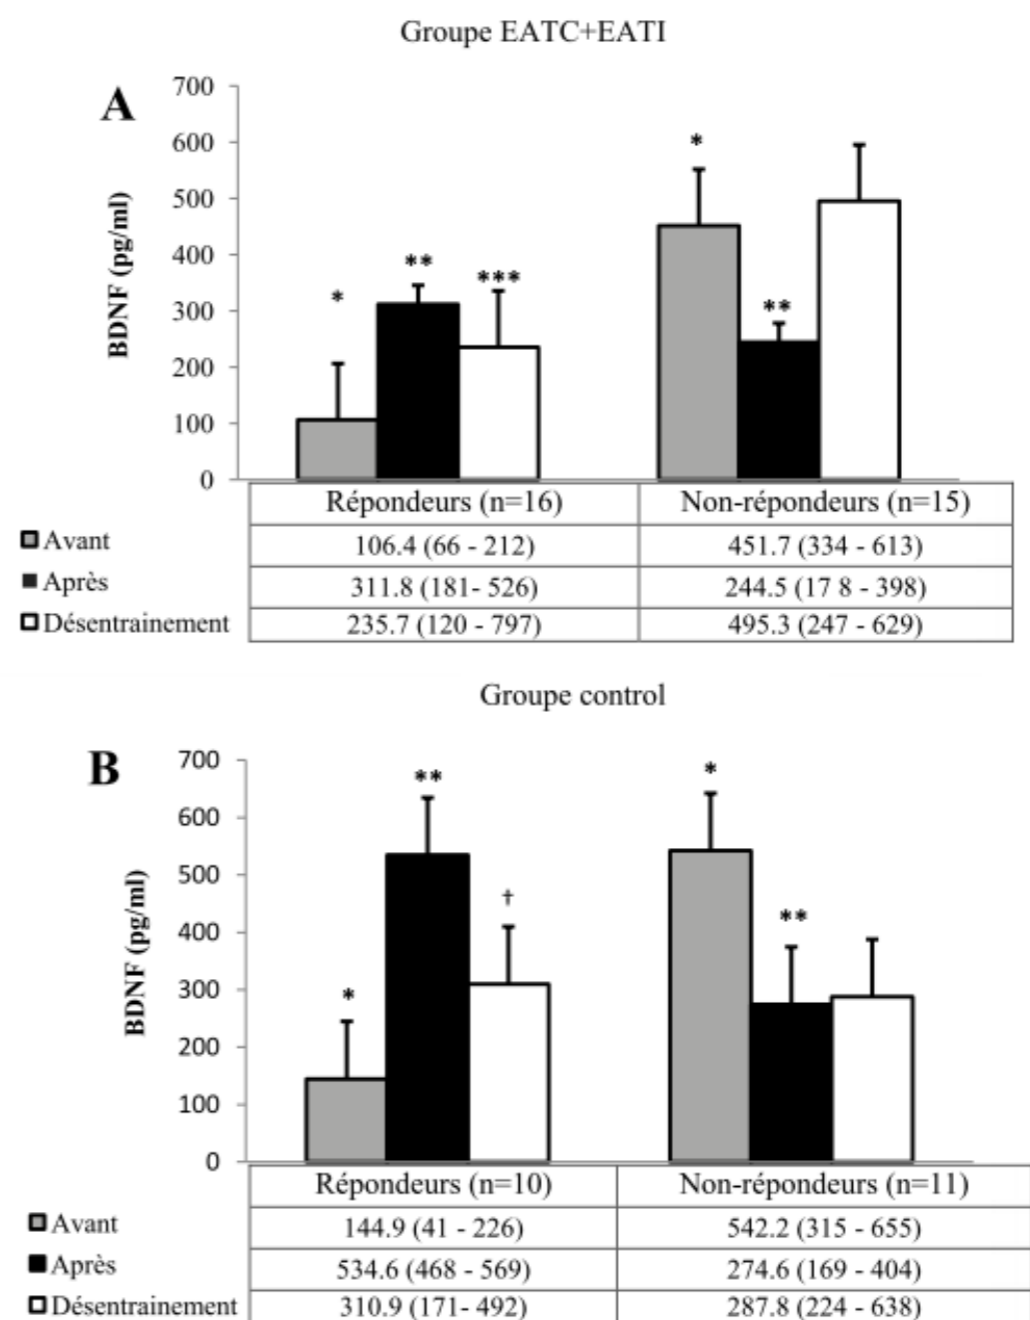 Groupe EATC+EATI
A
BDNF (pg/ml)
700
600
500
400
300
200
100
0
*
**
***
*
**
Répondeurs (n=16) Non-répondeurs (n=15)
Avant 106.4 (66 - 212) 451.7 (334 - 613)
Après 311.8 (181- 526) 244.5 (17 8 - 398)
Désentrainement 235.7 (120 - 797) 495.3 (247 - 629)
Groupe control
B
BDNF (pg/ml)
700
600
500
400
300
200
100
0
*
**
†
*
**
Répondeurs (n=10) Non-répondeurs (n=11)
Avant 144.9 (41 - 226) 542.2 (315 - 655)
Après 534.6 (468 - 569) 274.6 (169 - 404)
Désentrainement 310.9 (171- 492) 287.8 (224 - 638)